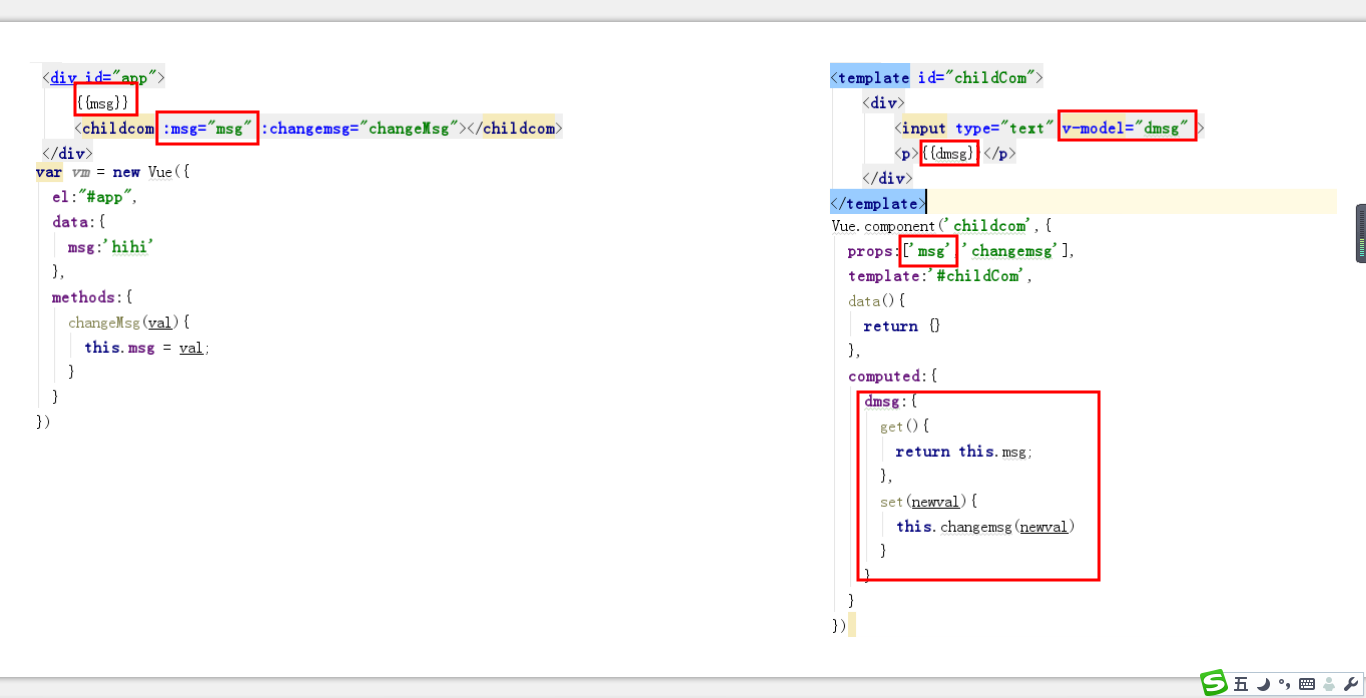 <div id="app">
{{msg}}
<childcom :msg="msg" :changemsg="changeMsg"></childcom>
</div>
var vm = new Vue({
el:"#app",
data:{
msg:'hihi'
},
methods:{
changeMsg(val){
this.msg = val;
}
}
})
<template id="childCom">
<div>
<input type="text" v-model="dmsg" >
<p>{{dmsg}</p>
</div>
</template>
Vue.component('childcom',{
props:['msg' 'changemsg'],
template:'#childCom',
data(){
return {}
},
computed:{
dmsg:{
get(){
return this.msg;
},
set(newval){
this.changemsg(newval)
}
}
}
})
S 五